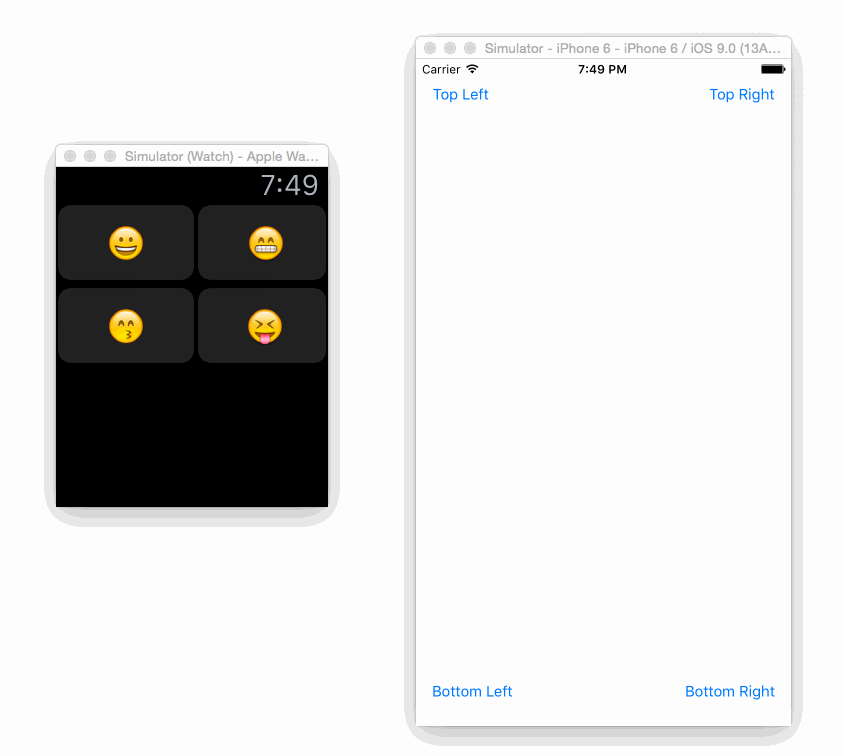 Simulator (Watch) - Apple Wa...
7:49
Simulator - iPhone 6 - iPhone 6 / iOS 9.0 (13A...
Carrier 7:49 PM
Top Left Top Right
Bottom Left Bottom Right